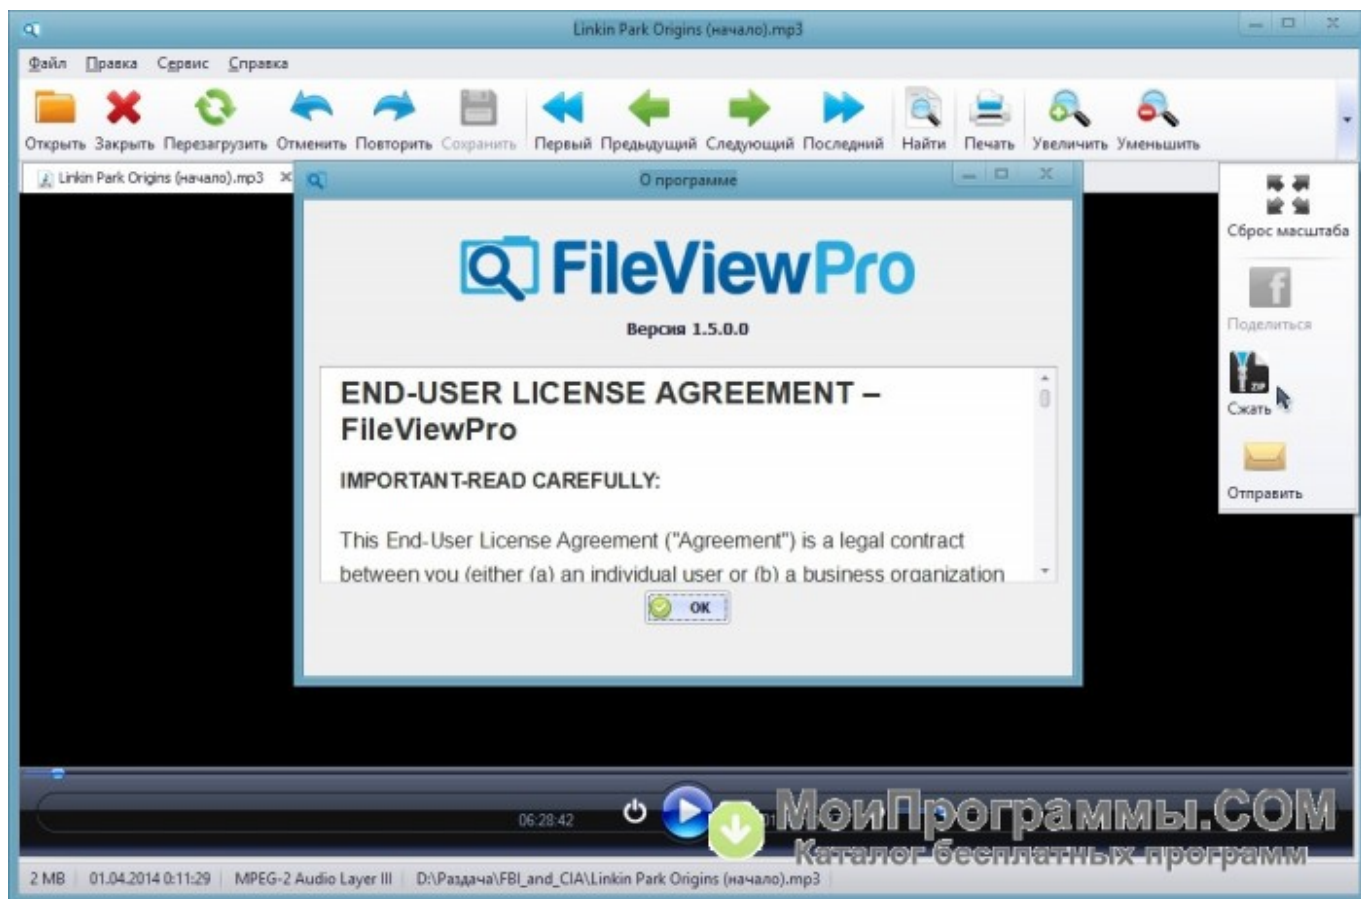 Linkin Park Origins (начало).mp3
Файл Правка Сервис Справка
Открыть Закрыть Перезагрузить Отменить Повторить Сохранить Первый Предыдущий Следующий Последний Найти Печать Увеличить Уменьшить
Linkin Park Origins (начало).mp3
О программе
Сброс масштаба
FileViewPro
Поделиться
Версия 1.5.0.0
ZIP
Сжать
END-USER LICENSE AGREEMENT –
FileViewPro
IMPORTANT-READ CAREFULLY:
Отправить
This End-User License Agreement ("Agreement") is a legal contract
between you (either (a) an individual user or (b) a business organization
OK
06:28:42
МоиПрограммы.COM
Каталог бесплатных программ
2 MB 01.04.2014 0:11:29 MPEG-2 Audio Layer III D:\Раздача\FBI_and_CIA\Linkin Park Origins (начало).mp3